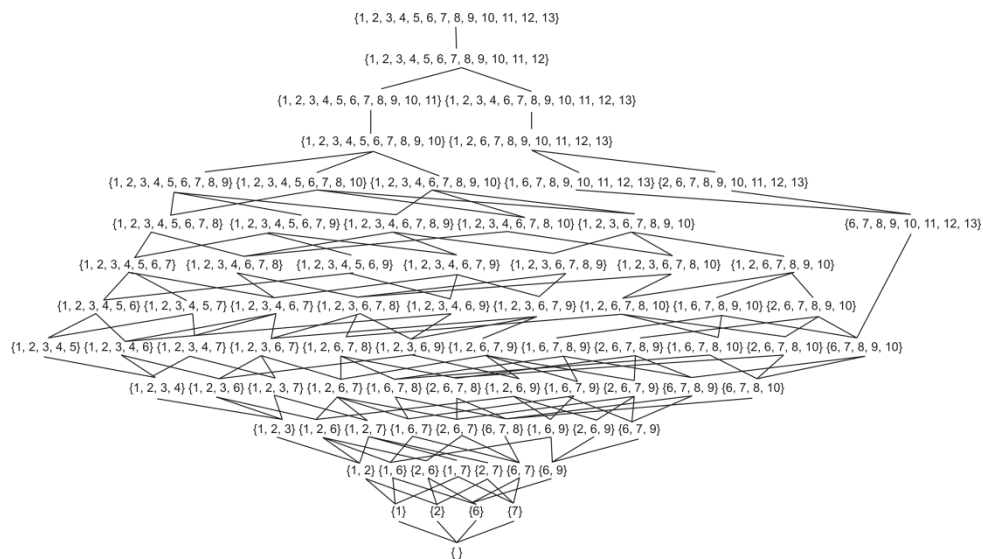 {1, 2, 3, 4, 5, 6, 7, 8, 9, 10, 11, 12, 13}
{1, 2, 3, 4, 5, 6, 7, 8, 9, 10, 11, 12}
{1, 2, 3, 4, 5, 6, 7, 8, 9, 10, 11} {1, 2, 3, 4, 6, 7, 8, 9, 10, 11, 12, 13}
{1, 2, 3, 4, 5, 6, 7, 8, 9, 10} {1, 2, 6, 7, 8, 9, 10, 11, 12, 13}
{1, 2, 3, 4, 5, 6, 7, 8, 9} {1, 2, 3, 4, 5, 6, 7, 8, 10} {1, 2, 3, 4, 6, 7, 8, 9, 10} {1, 6, 7, 8, 9, 10, 11, 12, 13} {2, 6, 7, 8, 9, 10, 11, 12, 13}
{1, 2, 3, 4, 5, 6, 7, 8} {1, 2, 3, 4, 5, 6, 7, 9} {1, 2, 3, 4, 6, 7, 8, 9} {1, 2, 3, 4, 6, 7, 8, 10} {1, 2, 3, 6, 7, 8, 9, 10} {6, 7, 8, 9, 10, 11, 12, 13}
{1, 2, 3, 4, 5, 6, 7} {1, 2, 3, 4, 6, 7, 8} {1, 2, 3, 4, 5, 6, 9} {1, 2, 3, 4, 6, 7, 9} {1, 2, 3, 6, 7, 8, 9} {1, 2, 3, 6, 7, 8, 10} {1, 2, 6, 7, 8, 9, 10}
{1, 2, 3, 4, 5, 6} {1, 2, 3, 4, 5, 7} {1, 2, 3, 4, 6, 7} {1, 2, 3, 6, 7, 8} {1, 2, 3, 4, 6, 9} {1, 2, 3, 6, 7, 9} {1, 2, 6, 7, 8, 10} {1, 6, 7, 8, 9, 10} {2, 6, 7, 8, 9, 10}
{1, 2, 3, 4, 5} {1, 2, 3, 4, 6} {1, 2, 3, 4, 7} {1, 2, 3, 6, 7} {1, 2, 6, 7, 8} {1, 2, 3, 6, 9} {1, 2, 6, 7, 9} {1, 6, 7, 8, 9} {2, 6, 7, 8, 9} {1, 6, 7, 8, 10} {2, 6, 7, 8, 10} {6, 7, 8, 9, 10}
{1, 2, 3, 4} {1, 2, 3, 6} {1, 2, 3, 7} {1, 2, 6, 7} {1, 6, 7, 8} {2, 6, 7, 8} {1, 2, 6, 9} {1, 6, 7, 9} {2, 6, 7, 9} {6, 7, 8, 9} {6, 7, 8, 10}
{1, 2, 3} {1, 2, 6} {1, 2, 7} {1, 6, 7} {2, 6, 7} {6, 7, 8} {1, 6, 9} {2, 6, 9} {6, 7, 9}
{1, 2} {1, 6} {2, 6} {1, 7} {2, 7} {6, 7} {6, 9}
{1} {2} {6} {7}
{ }